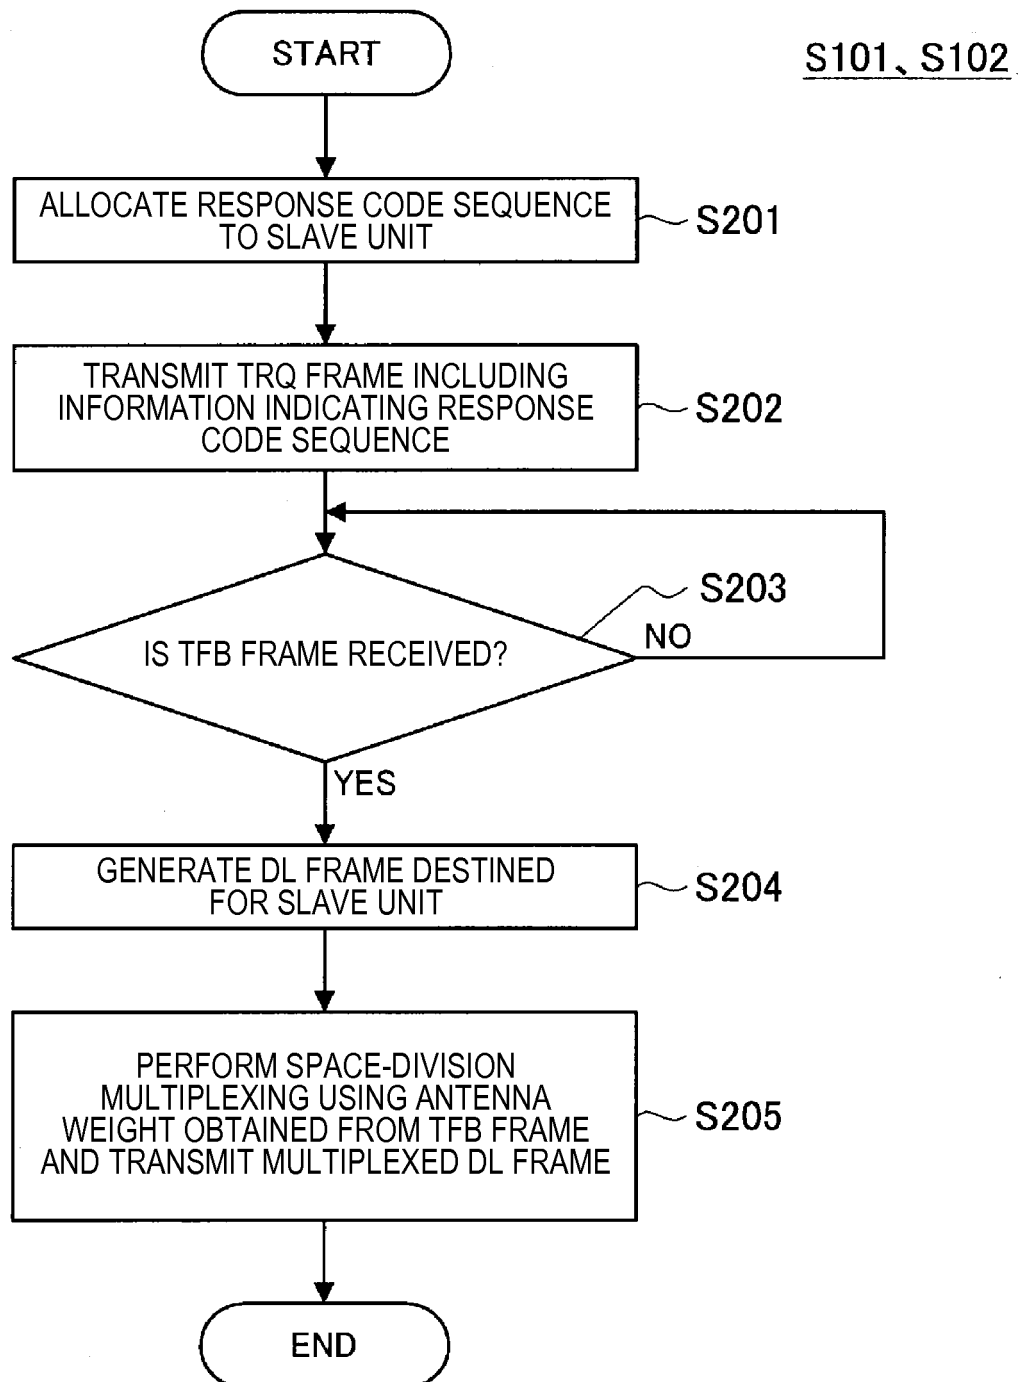 START
S101、S102
ALLOCATE RESPONSE CODE SEQUENCE
TO SLAVE UNIT
S201
TRANSMIT TRQ FRAME INCLUDING
INFORMATION INDICATING RESPONSE
CODE SEQUENCE
S202
S203
IS TFB FRAME RECEIVED?
NO
YES
GENERATE DL FRAME DESTINED
FOR SLAVE UNIT
S204
PERFORM SPACE-DIVISION
MULTIPLEXING USING ANTENNA
WEIGHT OBTAINED FROM TFB FRAME
AND TRANSMIT MULTIPLEXED DL FRAME
S205
END